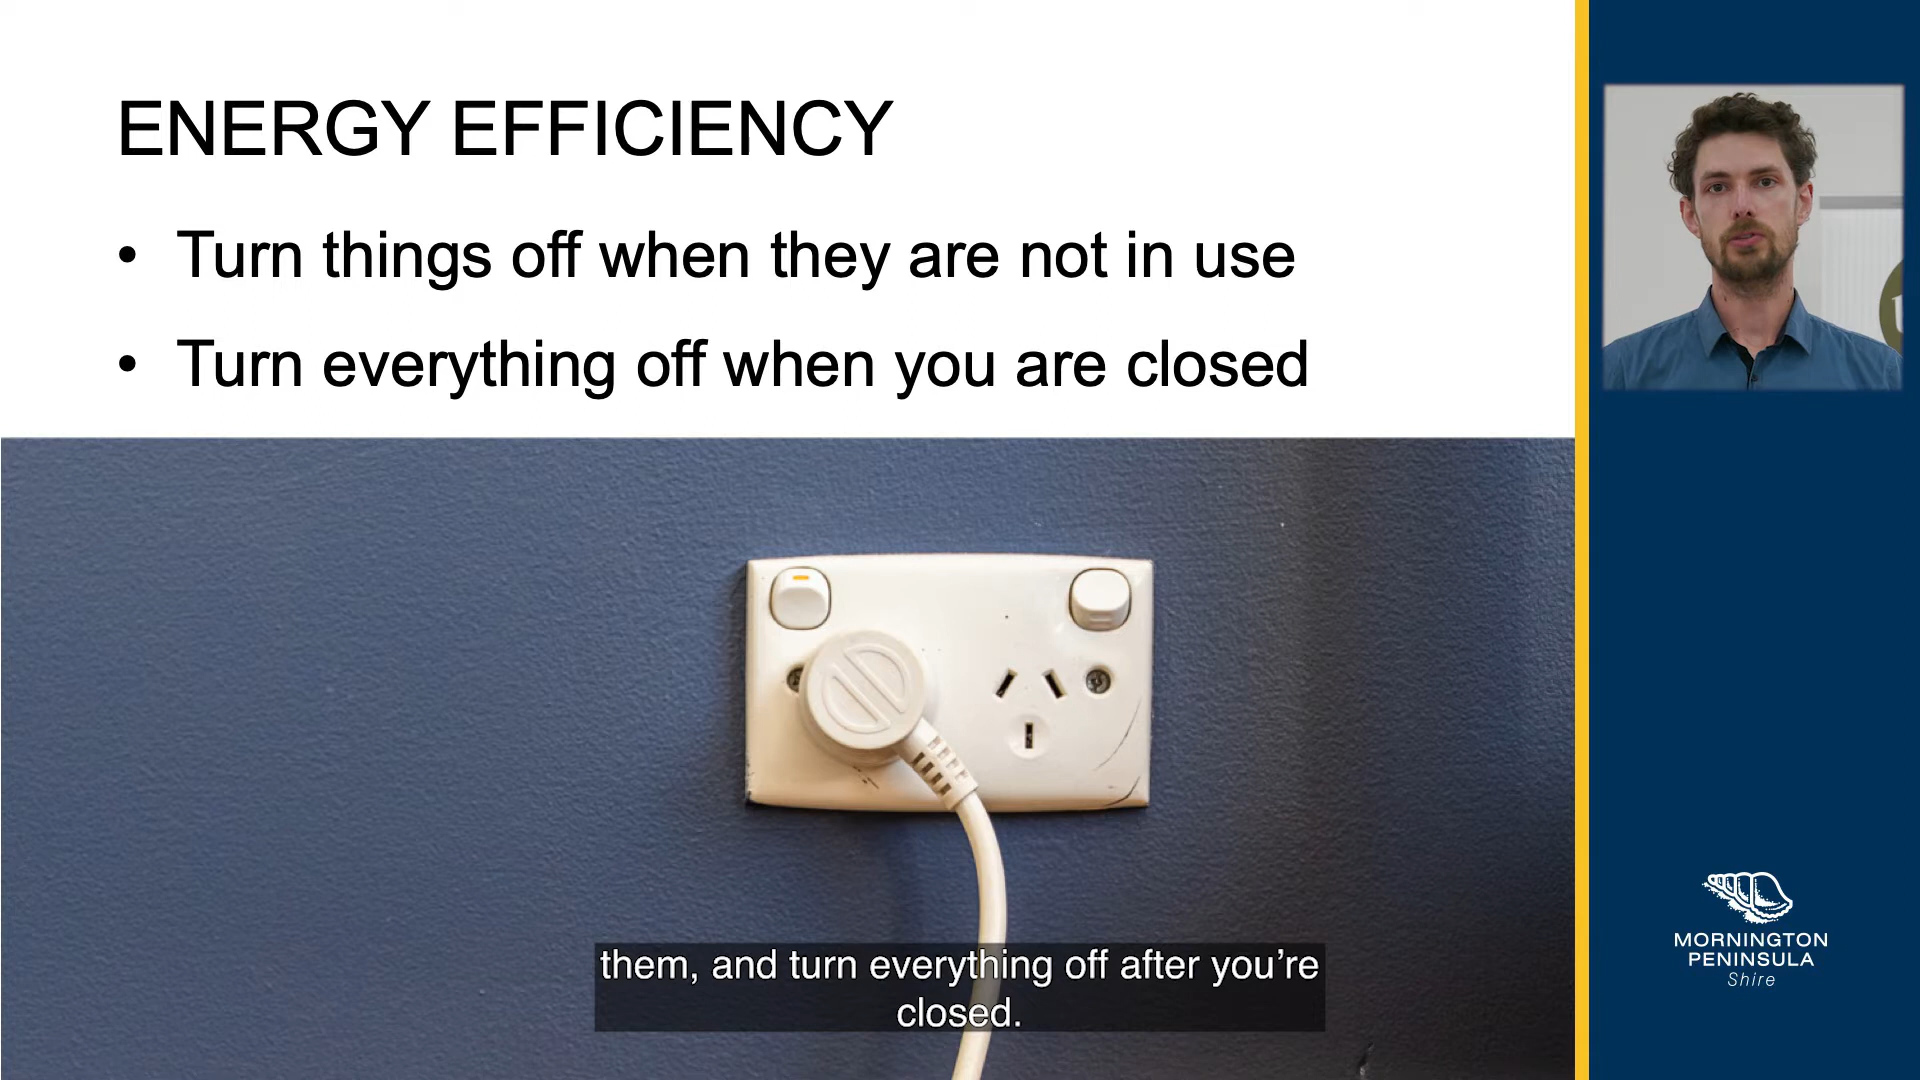 ENERGY EFFICIENCY
• Turn things off when they are not in use
• Turn everything off when you are closed
them, and turn everything off after you’re
closed.
MORNINGTON
PENINSULA
Shire